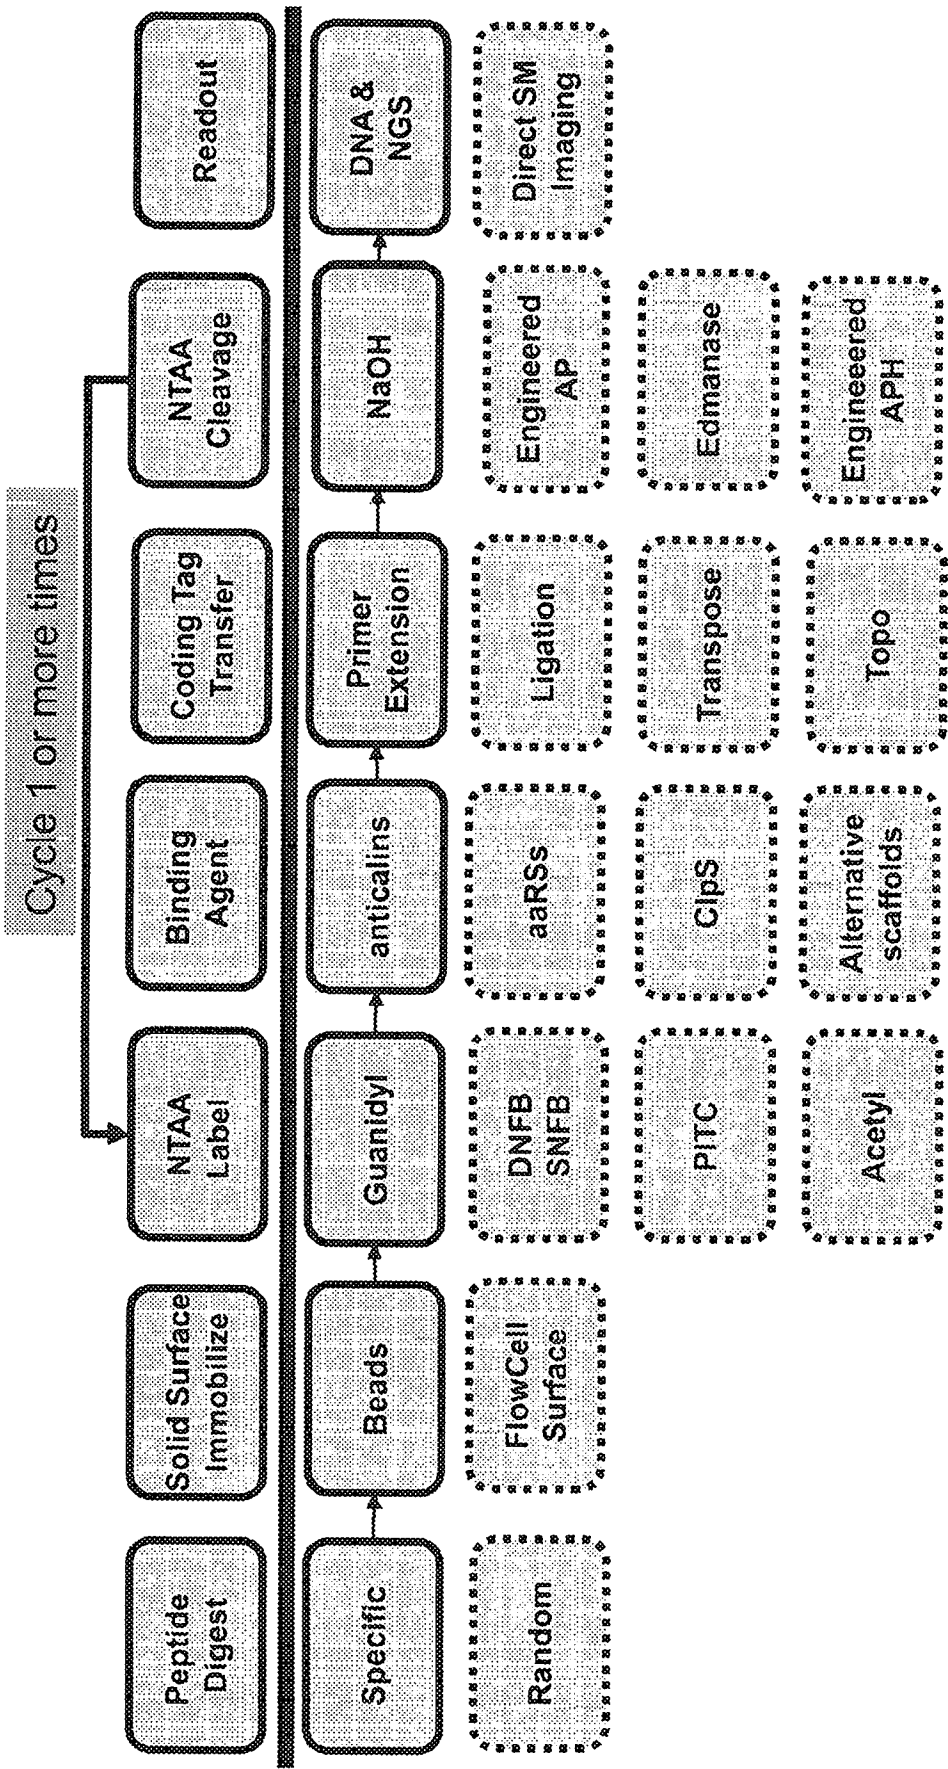 Cycle 1 or more times
Peptide
Digest
Solid Surface
Immobilize
NTAA
Label
Binding
Agent
Coding Tag
Transfer
NTAA
Cleavage
Readout
Specific
Beads
Guanidyl
anticalins
Primer
Extension
NaOH
DNA &
NGS
Random
FlowCell
Surface
DNFB
SNFB
aaRSs
Ligation
Engineered
AP
Direct SM
Imaging
PITC
ClpS
Transpose
Edmanase
Acetyl
Alternative
scaffolds
Topo
Engineeered
APH